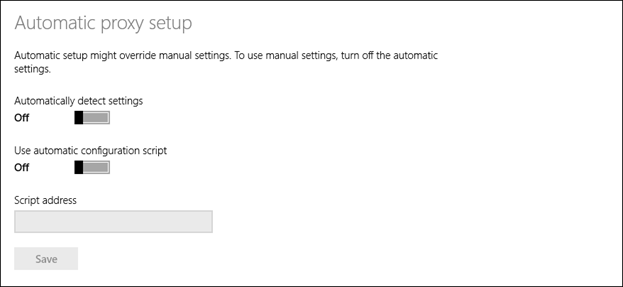 Automatic proxy setup
Automatic setup might override manual settings. To use manual settings, turn off the automatic
settings.
Automatically detect settings
Off
Use automatic configuration script
Off
Script address
Save